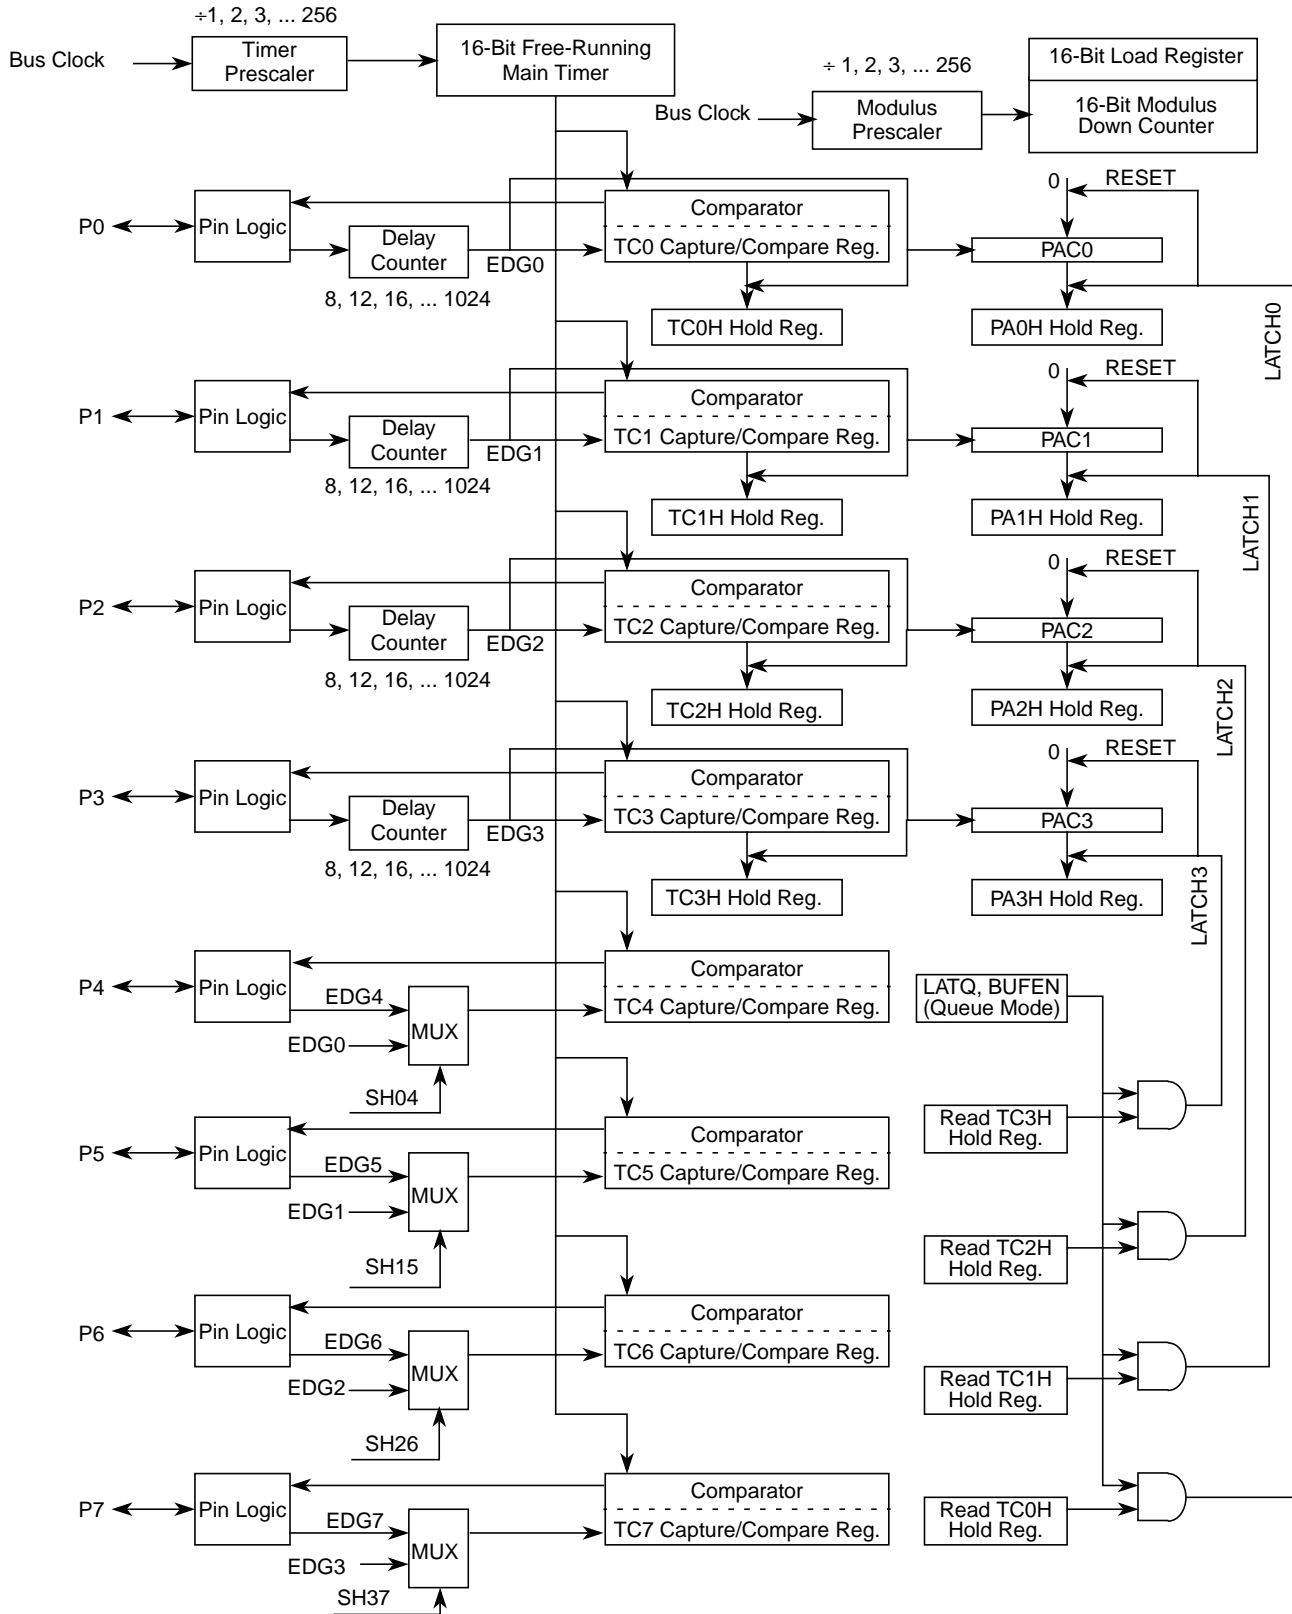 ÷1, 2, 3, ... 256
Bus Clock
Timer
Prescaler
16-Bit Free-Running
Main Timer
÷ 1, 2, 3, ... 256
Bus Clock
Modulus
Prescaler
16-Bit Load Register
16-Bit Modulus
Down Counter
P0
Pin Logic
Delay
Counter
8, 12, 16, ... 1024
EDG0
Comparator
TC0 Capture/Compare Reg.
TC0H Hold Reg.
0
RESET
PAC0
PA0H Hold Reg.
LATCH0
P1
Pin Logic
Delay
Counter
8, 12, 16, ... 1024
EDG1
Comparator
TC1 Capture/Compare Reg.
TC1H Hold Reg.
0
RESET
PAC1
PA1H Hold Reg.
LATCH1
P2
Pin Logic
Delay
Counter
8, 12, 16, ... 1024
EDG2
Comparator
TC2 Capture/Compare Reg.
TC2H Hold Reg.
0
RESET
PAC2
PA2H Hold Reg.
LATCH2
P3
Pin Logic
Delay
Counter
8, 12, 16, ... 1024
EDG3
Comparator
TC3 Capture/Compare Reg.
TC3H Hold Reg.
0
RESET
PAC3
PA3H Hold Reg.
LATCH3
P4
Pin Logic
EDG4
EDG0
MUX
SH04
Comparator
TC4 Capture/Compare Reg.
LATQ, BUFEN
(Queue Mode)
P5
Pin Logic
EDG5
EDG1
MUX
SH15
Comparator
TC5 Capture/Compare Reg.
Read TC3H
Hold Reg.
Read TC2H
Hold Reg.
P6
Pin Logic
EDG6
EDG2
MUX
SH26
Comparator
TC6 Capture/Compare Reg.
Read TC1H
Hold Reg.
P7
Pin Logic
EDG7
EDG3
MUX
SH37
Comparator
TC7 Capture/Compare Reg.
Read TC0H
Hold Reg.